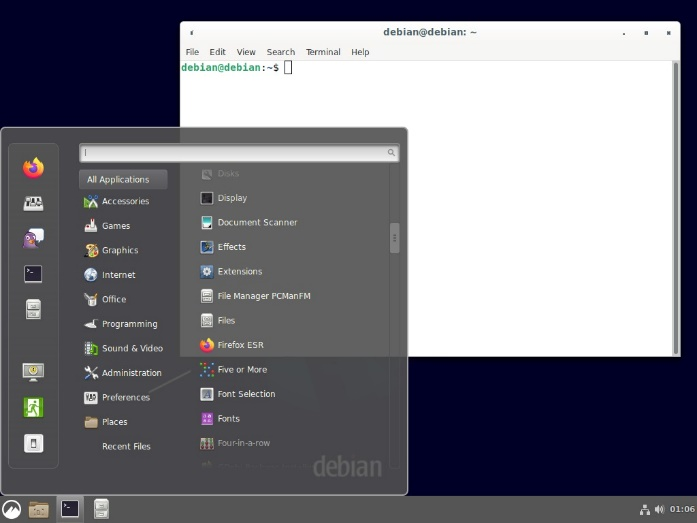 debian@debian: ~
File Edit View Search Terminal Help
debian@debian:~$
All Applications
Accessories
Games
Graphics
Internet
Office
Programming
Sound & Video
Administration
Preferences
Places
Recent Files
Disks
Display
Document Scanner
Effects
Extensions
File Manager PCManFM
Files
Firefox ESR
Five or More
Font Selection
Fonts
Four-in-a-row
debian
01:06